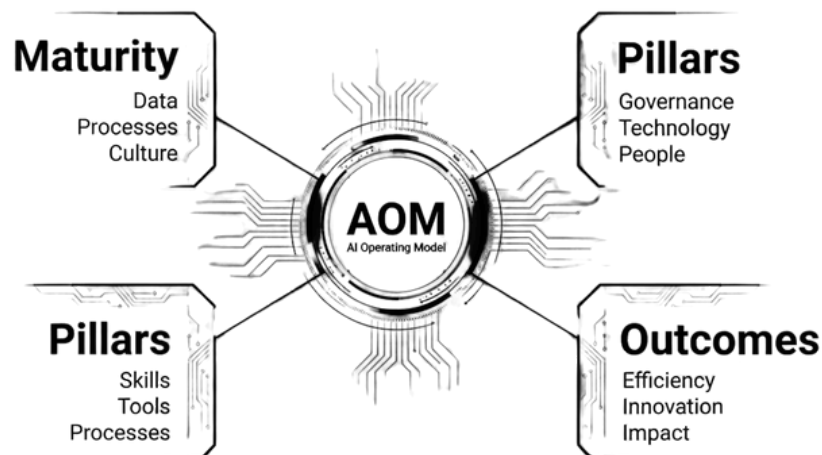 Maturity
Data
Processes
Culture
Pillars
Governance
Technology
People
AOM
AI Operating Model
Pillars
Skills
Tools
Processes
Outcomes
Efficiency
Innovation
Impact